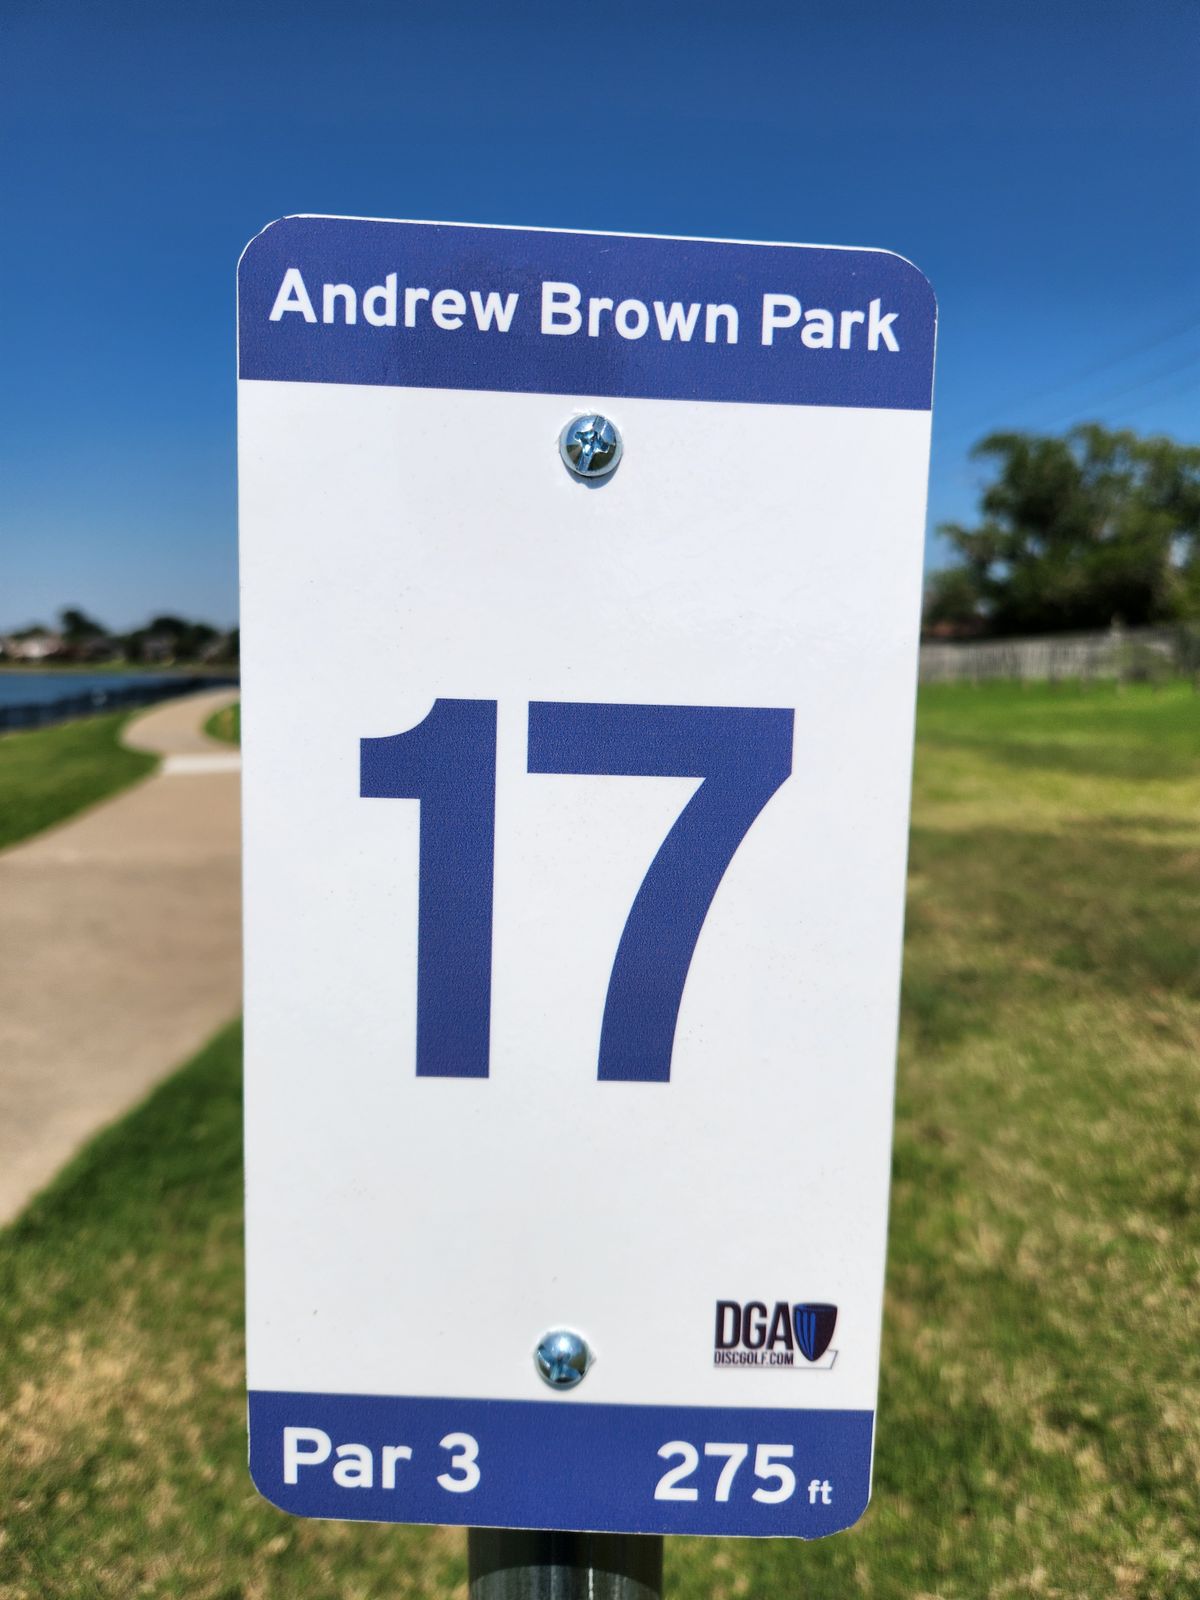 Andrew Brown Park
17
DGA
DISCGOLF.COM
Par 3 275 ft